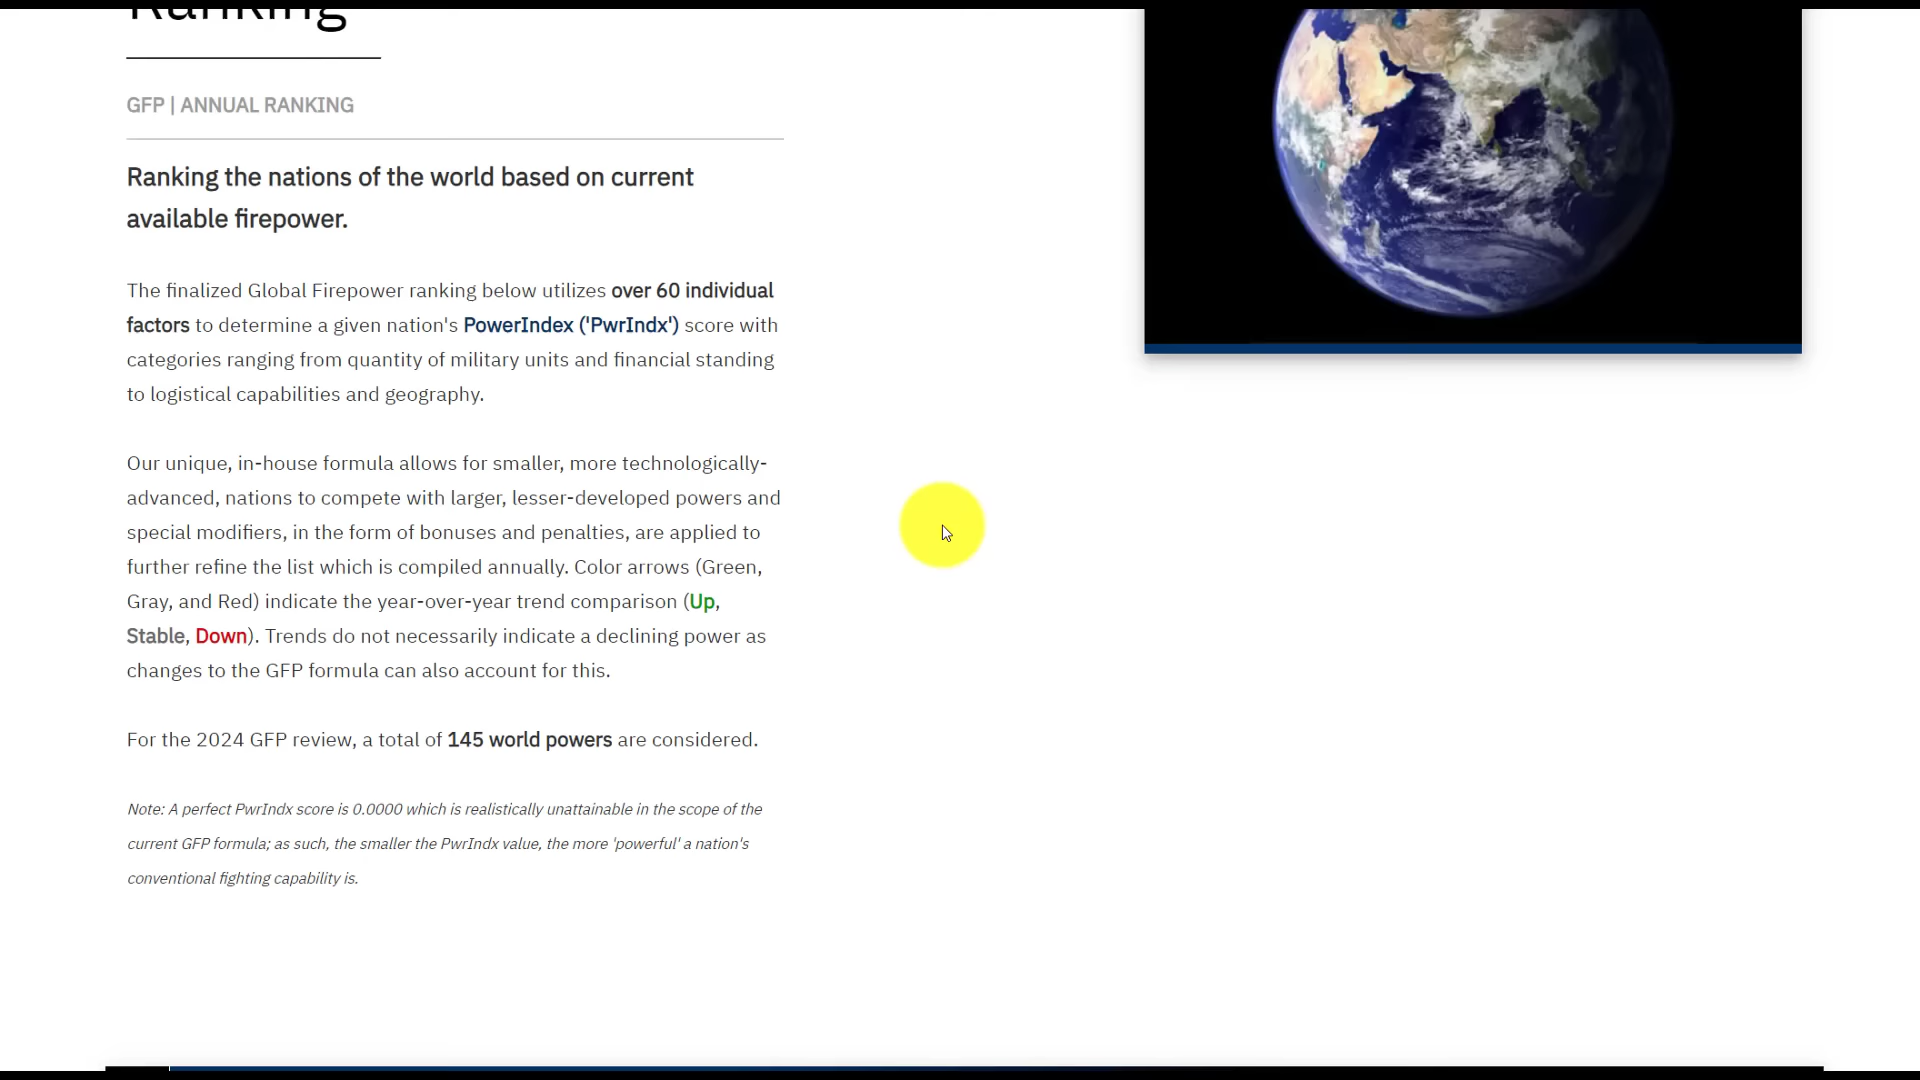 Ranking
GFP | ANNUAL RANKING
Ranking the nations of the world based on current
available firepower.
The finalized Global Firepower ranking below utilizes over 60 individual
factors to determine a given nation's PowerIndex ('PwrIndx') score with
categories ranging from quantity of military units and financial standing
to logistical capabilities and geography.
Our unique, in-house formula allows for smaller, more technologically-
advanced, nations to compete with larger, lesser-developed powers and
special modifiers, in the form of bonuses and penalties, are applied to
further refine the list which is compiled annually. Color arrows (Green,
Gray, and Red) indicate the year-over-year trend comparison (Up,
Stable, Down). Trends do not necessarily indicate a declining power as
changes to the GFP formula can also account for this.
For the 2024 GFP review, a total of 145 world powers are considered.
Note: A perfect PwrIndx score is 0.0000 which is realistically unattainable in the scope of the
current GFP formula; as such, the smaller the PwrIndx value, the more 'powerful' a nation's
conventional fighting capability is.